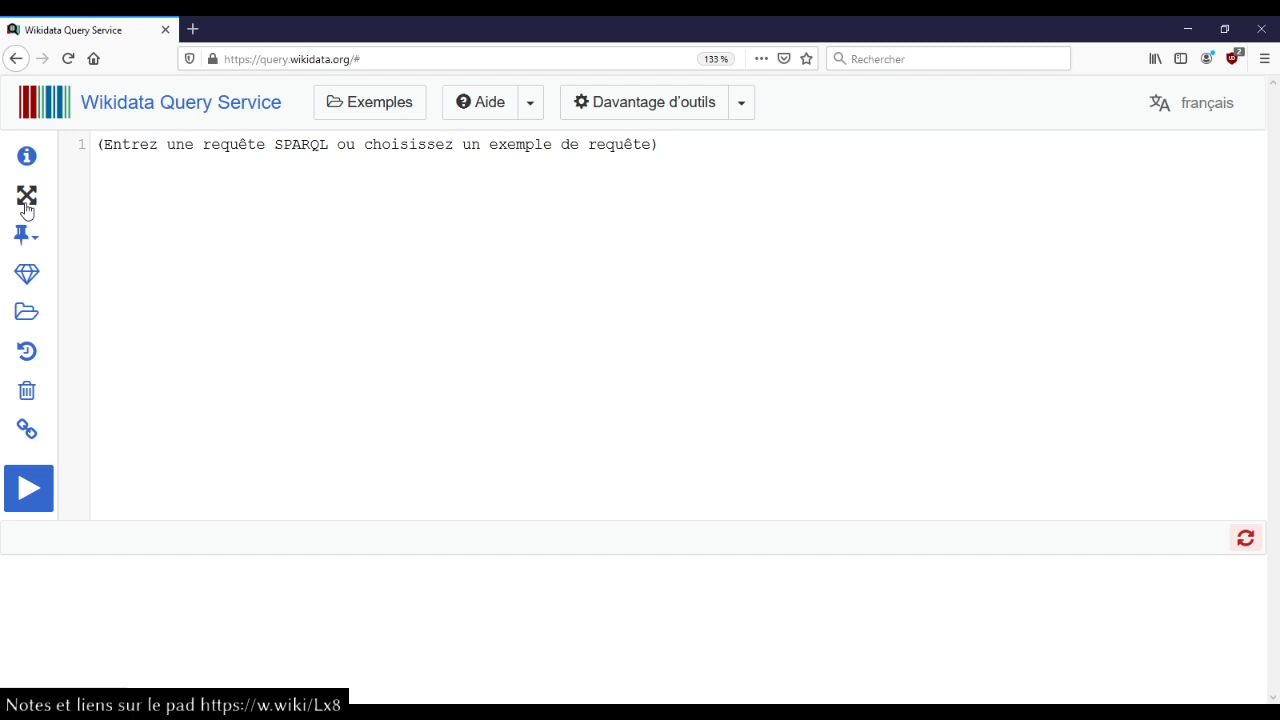 Wikidata Query Service
https://query.wikidata.org/#
133 %
Rechercher
2
Wikidata Query Service
Exemples
Aide
Davantage d'outils
français
1 (Entrez une requête SPARQL ou choisissez un exemple de requête)
Notes et liens sur le pad https://w.wiki/Lx8